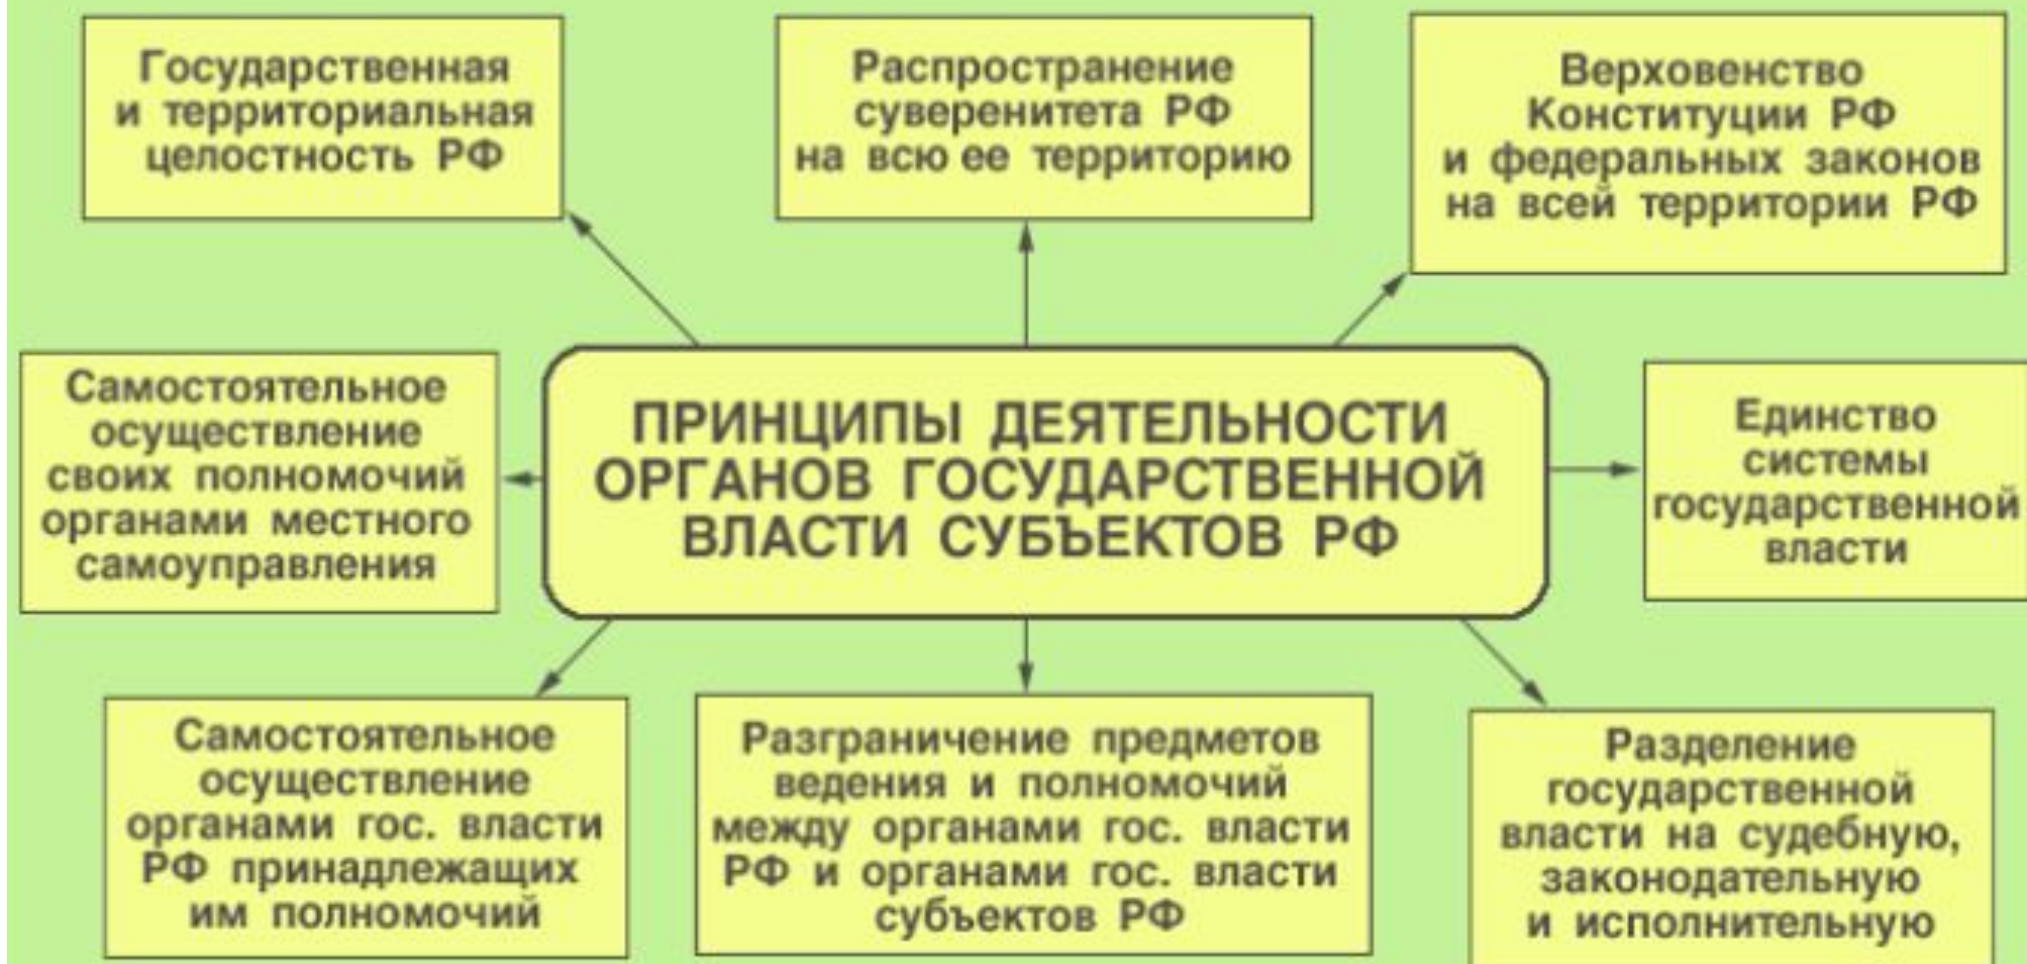 Государственная
и территориальная
целостность РФ
Распространение
суверенитета РФ
на всю ее территорию
Верховенство
Конституции РФ
и федеральных законов
на всей территории РФ
Самостоятельное
осуществление
своих полномочий
органами местного
самоуправления
ПРИНЦИПЫ ДЕЯТЕЛЬНОСТИ
ОРГАНОВ ГОСУДАРСТВЕННОЙ
ВЛАСТИ СУБЪЕКТОВ РФ
Единство
системы
государственной
власти
Самостоятельное
осуществление
органами гос. власти
РФ принадлежащих
им полномочий
Разграничение предметов
ведения и полномочий
между органами гос. власти
РФ и органами гос. власти
субъектов РФ
Разделение
государственной
власти на судебную,
законодательную
и исполнительную